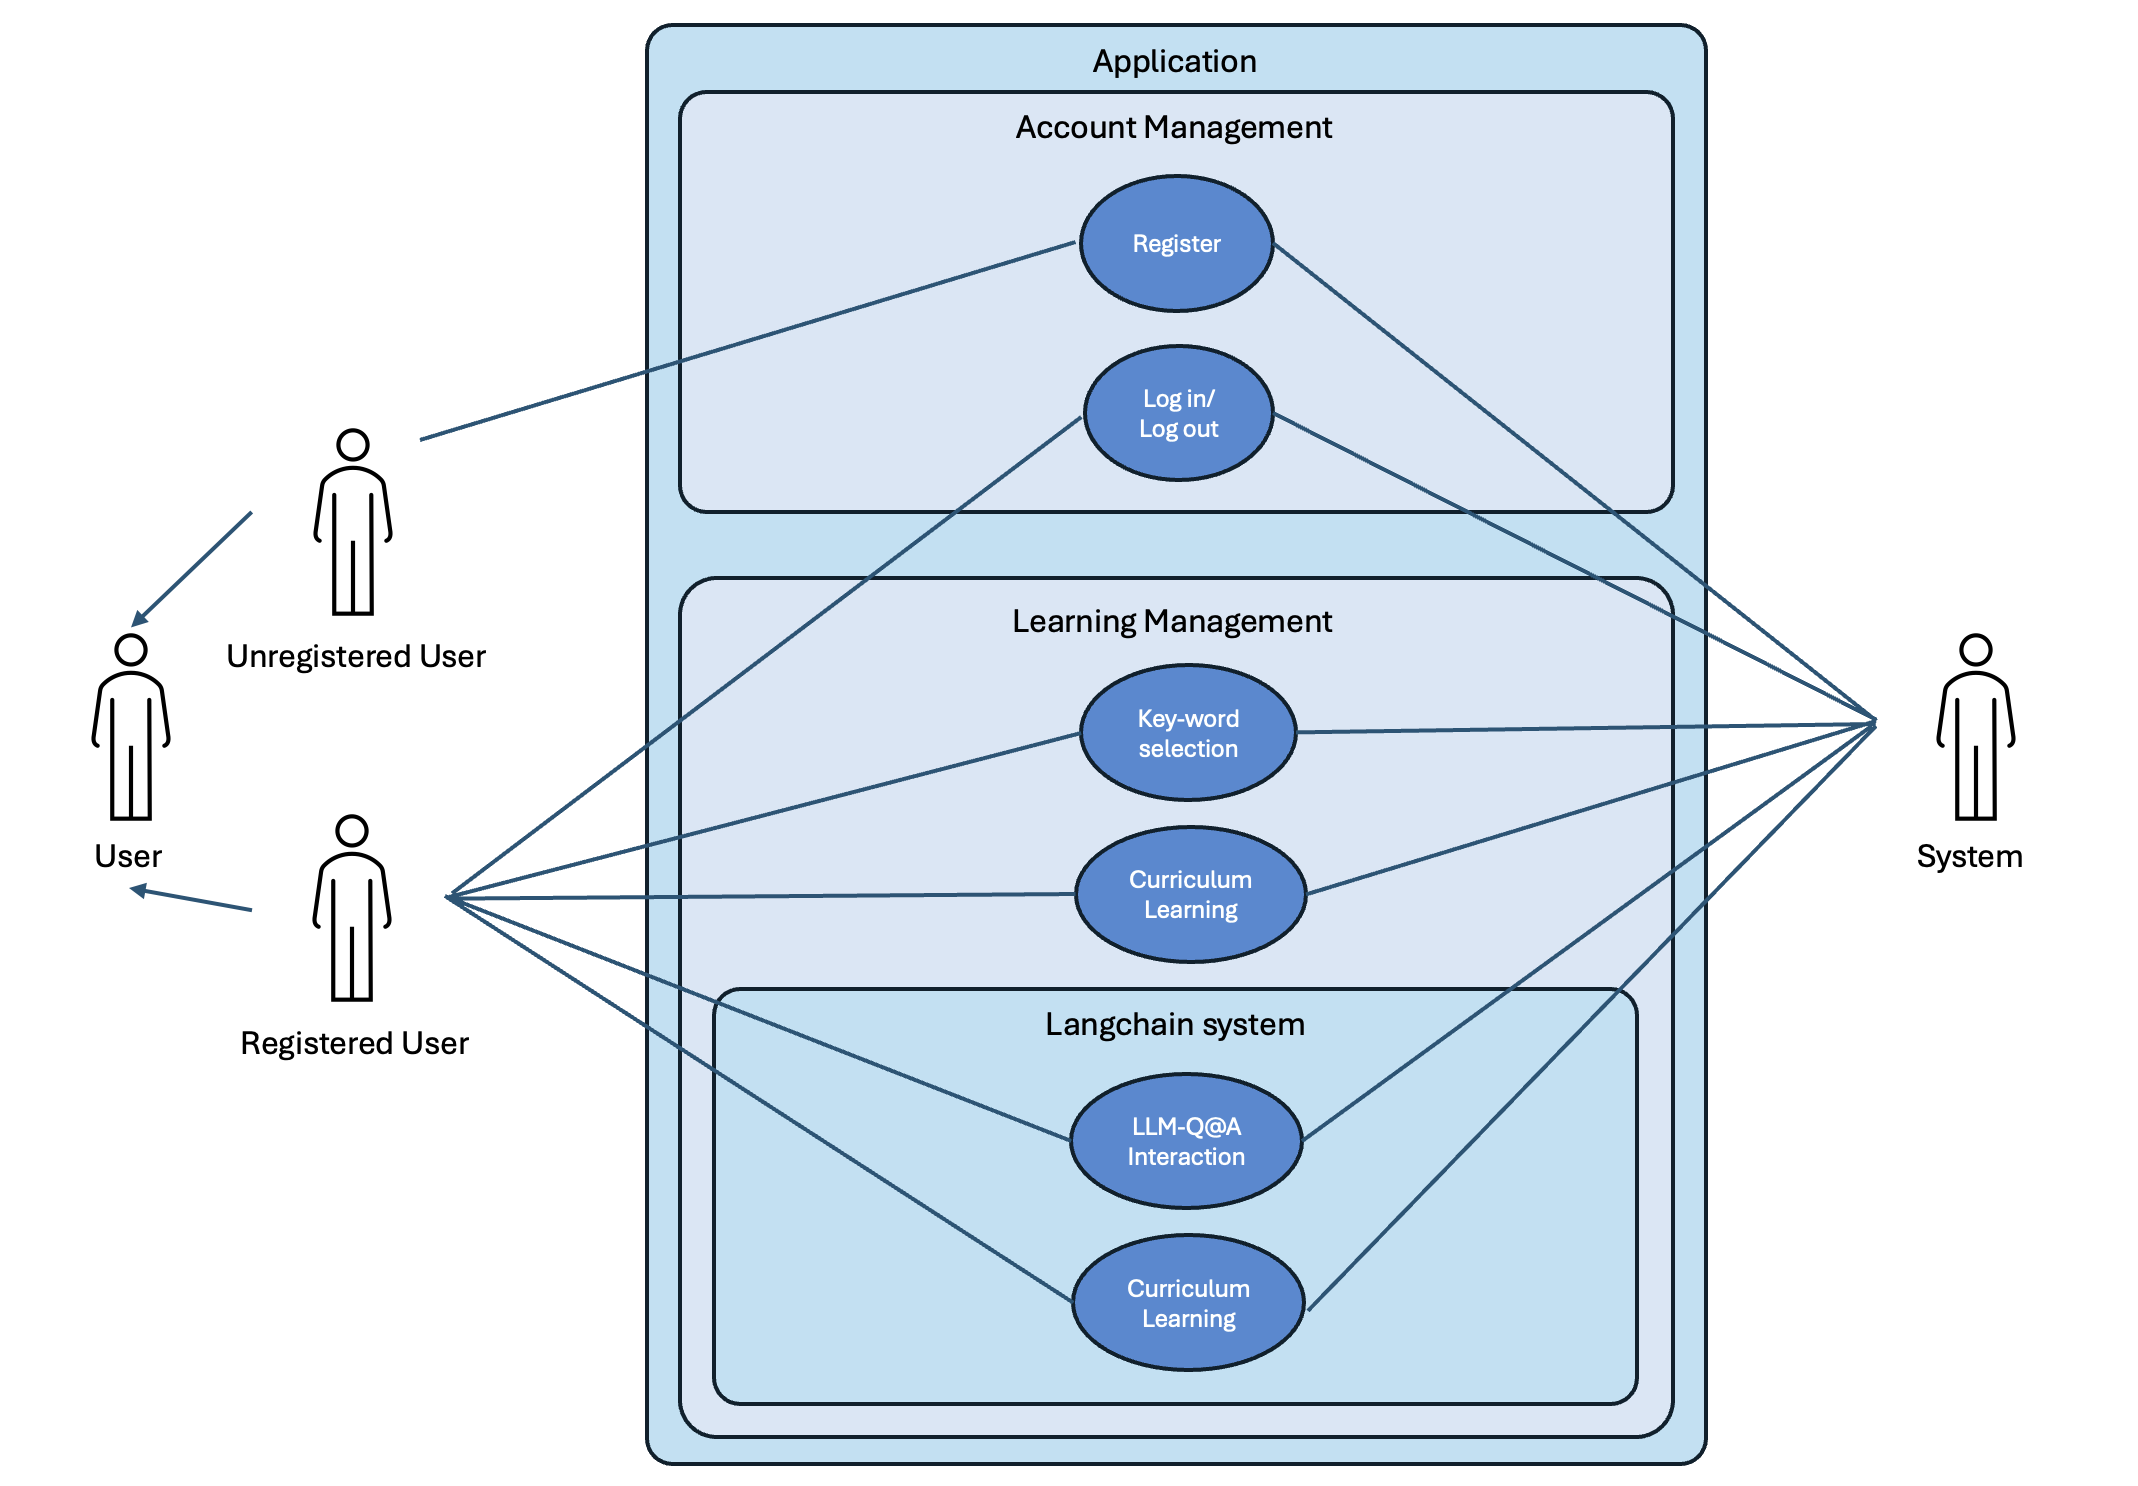 Application
Account Management
Register
Log in/
Log out
Unregistered User
User
Registered User
Learning Management
Key-word
selection
Curriculum
Learning
Langchain system
LLM-Q@A
Interaction
Curriculum
Learning
System